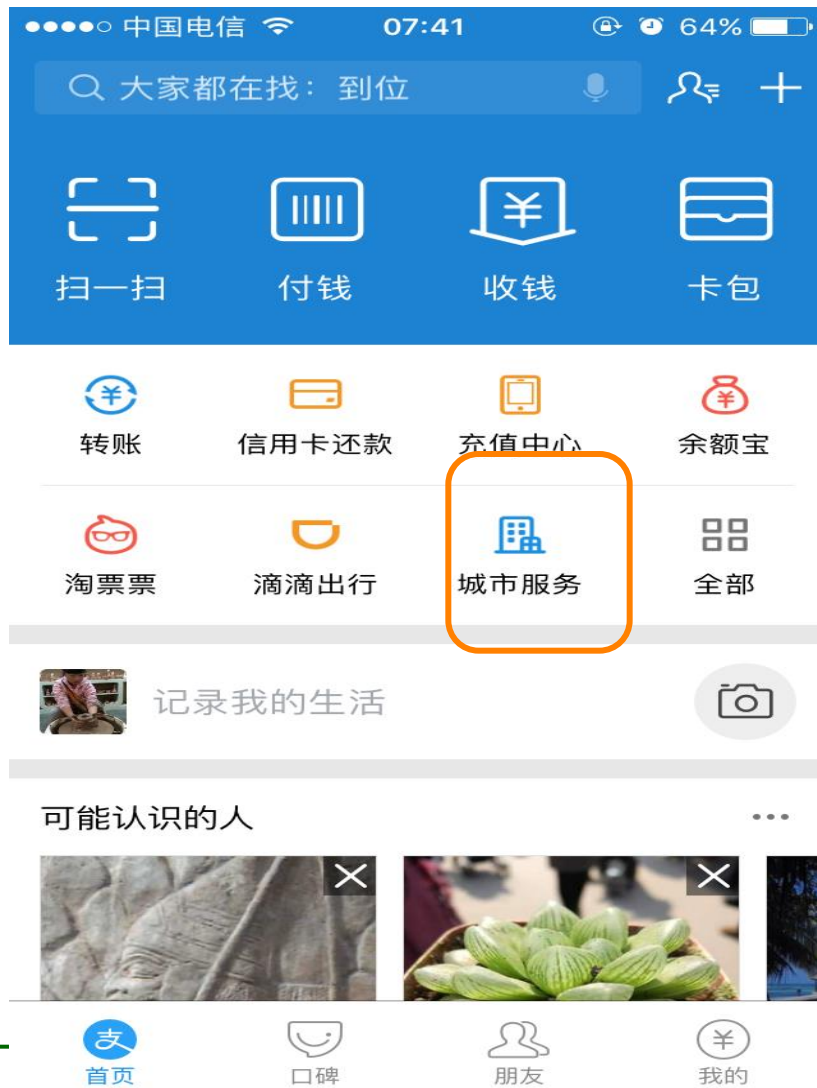 中国电信 07:41 64%
大家都在找：到位
扫一扫 付钱 收钱 卡包
转账 信用卡还款 充值中心 余额宝
淘票票 滴滴出行 城市服务 全部
记录我的生活
可能认识的人
支
首页 口碑 朋友 我的